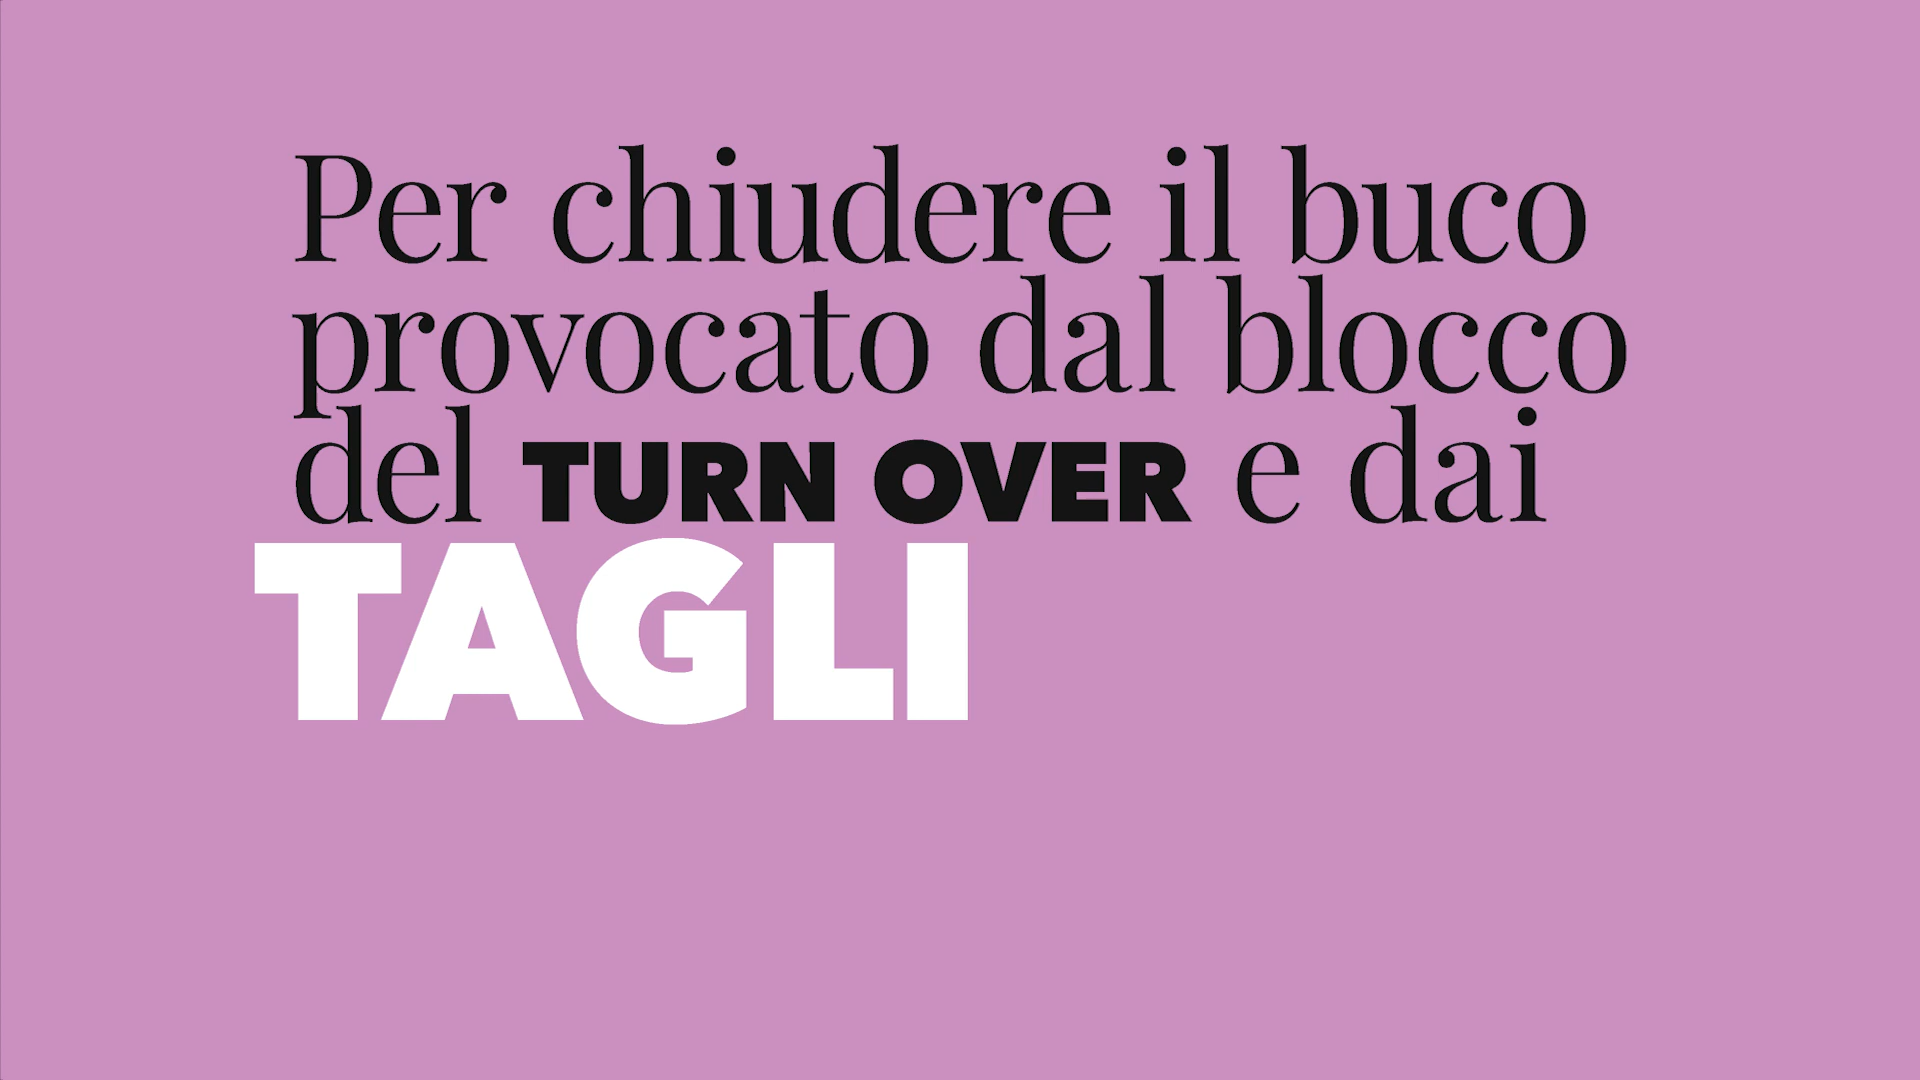 Per chiudere il buco
provocato dal blocco
del TURN OVER e dai
TAGLI